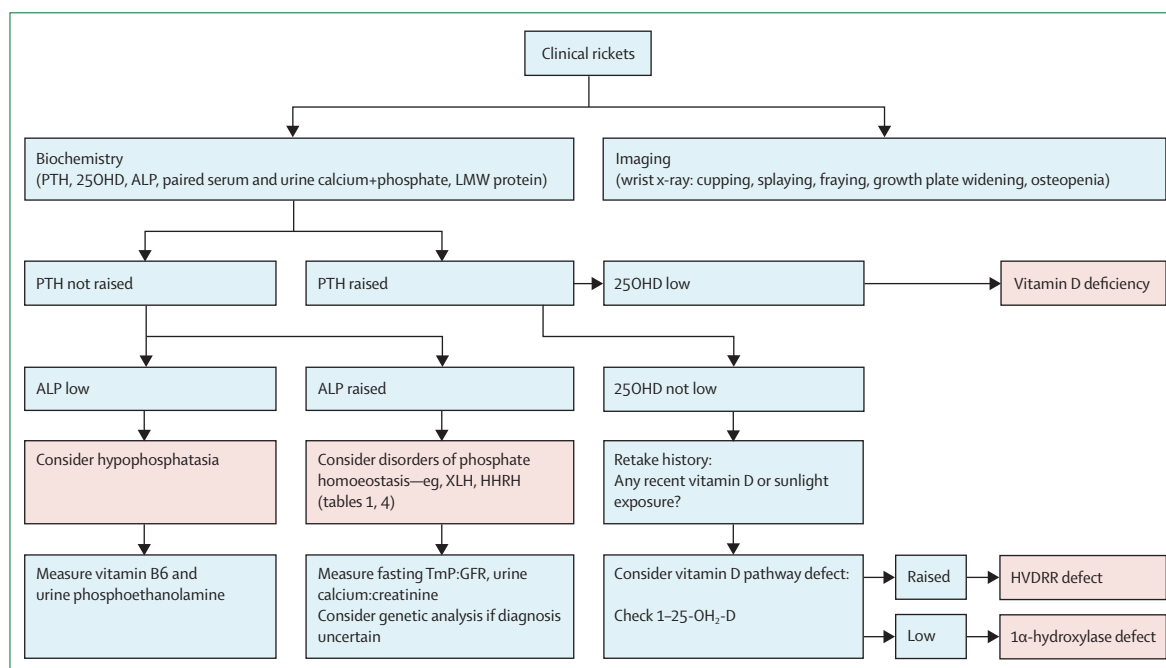 Clinical rickets
Biochemistry
(PTH, 25OHD, ALP, paired serum and urine calcium+phosphate, LMW protein)
Imaging
(wrist x-ray: cupping, splaying, fraying, growth plate widening, osteopenia)
PTH not raised
PTH raised
25OHD low
Vitamin D deficiency
ALP low
ALP raised
25OHD not low
Consider hypophosphatasia
Consider disorders of phosphate
homoeostasis—eg, XLH, HHRH
(tables 1, 4)
Retake history:
Any recent vitamin D or sunlight
exposure?
Measure vitamin B6 and
urine phosphoethanolamine
Measure fasting TmP:GFR, urine
calcium:creatinine
Consider genetic analysis if diagnosis
uncertain
Consider vitamin D pathway defect:
Check 1–25-OH₂-D
Raised
HVDRR defect
Low
1α-hydroxylase defect